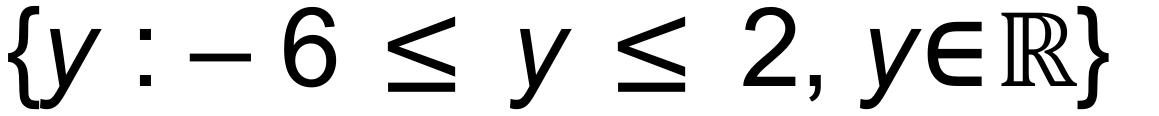 {y : – 6 ≤ y ≤ 2, y∈ℝ}